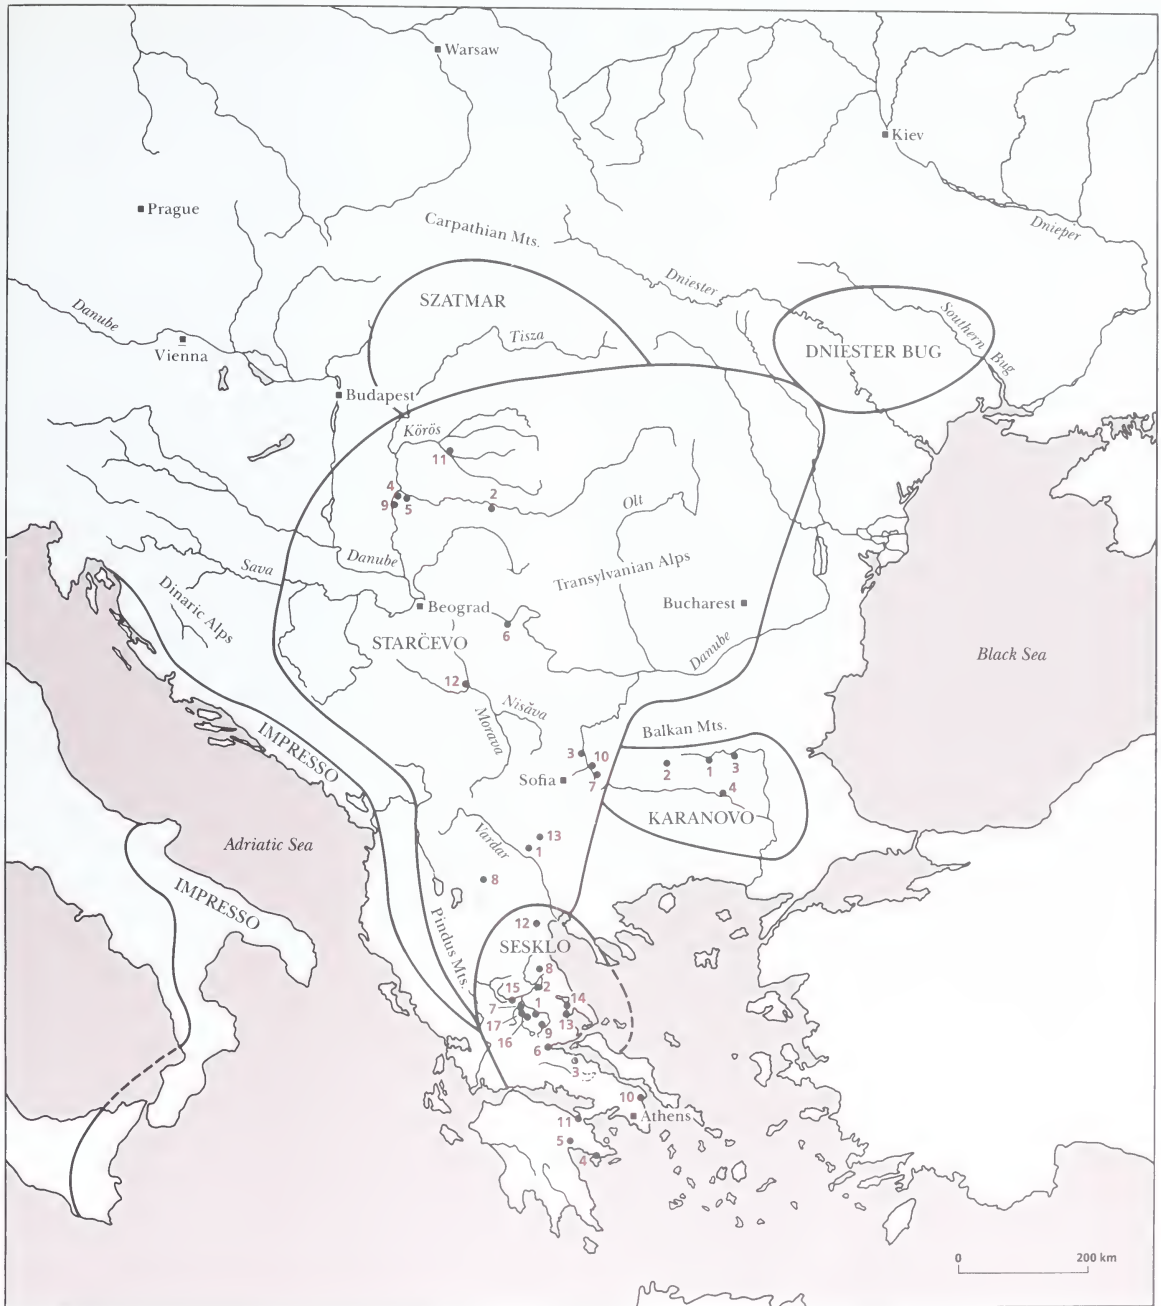 Warsaw
Kiev
Prague
Carpathian Mts.
Dnieper
Dniester
SZATMAR
Southern Bug
Danube
Tisza
DNIESTER BUG
Vienna
Budapest
Körös
11
4
2
9
5
Olt
Danube
Sava
Transylvanian Alps
Dinaric Alps
Beograd
Bucharest
6
STARČEVO
Danube
Black Sea
12
Nisăva
Morava
IMPRESSO
Balkan Mts.
3
10
Sofia
7
2
1
3
4
KARANOVO
Vardar
13
1
Adriatic Sea
8
IMPRESSO
Pindus Mts.
12
SESKLO
8
15
2
7
1
14
17
13
16
9
6
3
10
Athens
11
5
4
0
200 km